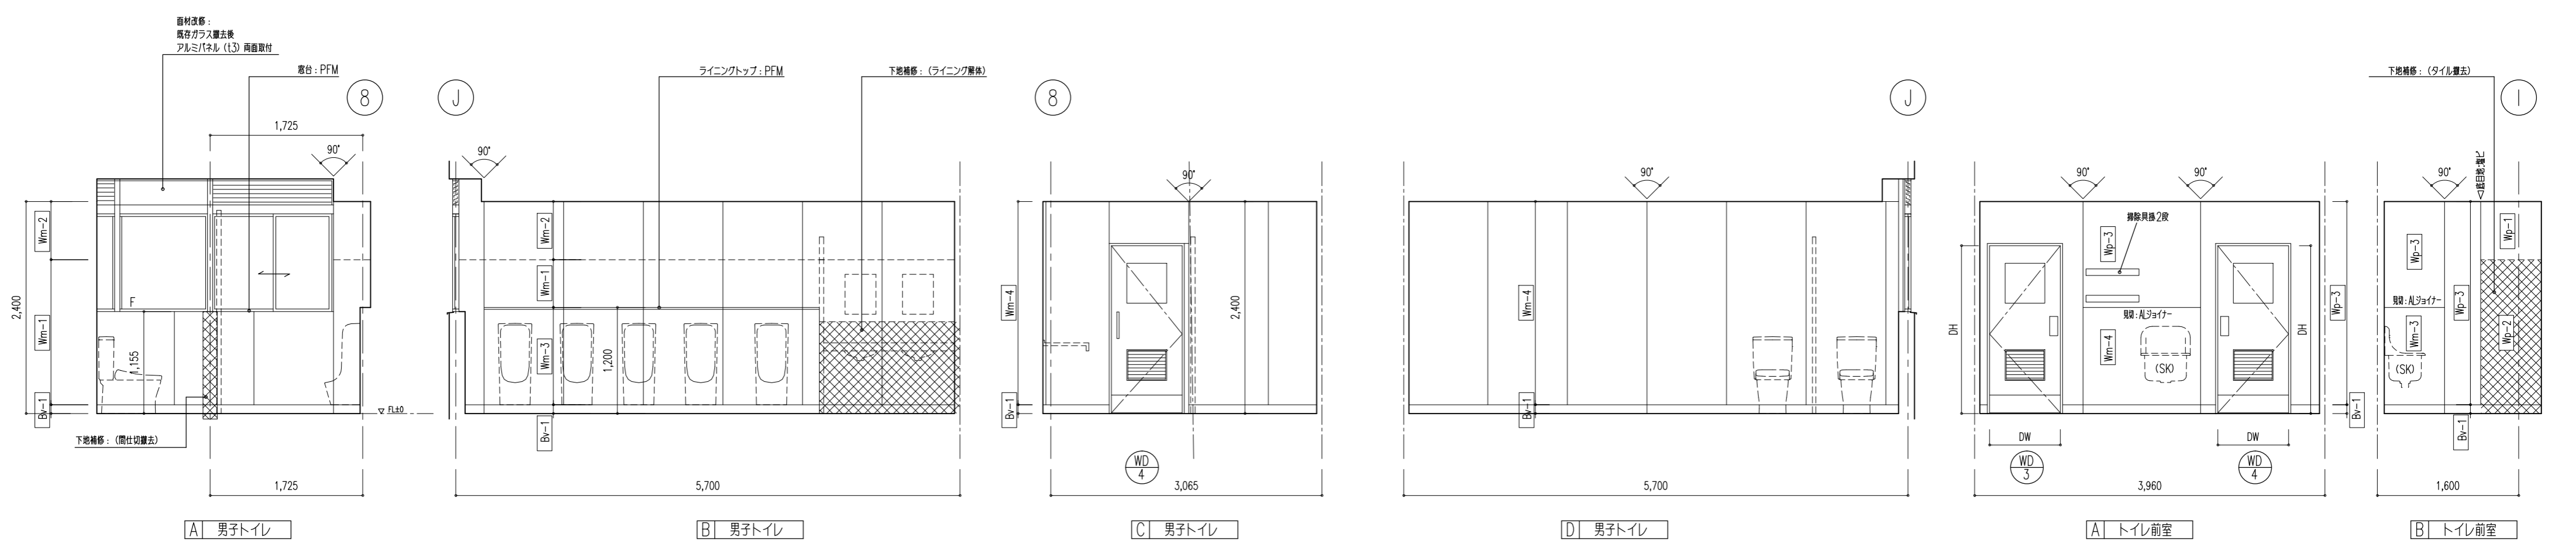 面材改修：
既存ガラス撤去後
アルミパネル（t3）両面取付
窓台：PFM
8
1,725
90°
2,400
Wm-2
Wm-1
Bv-1
F
1,155
FL±0
下地補修：（間仕切撤去）
1,725
A 男子トイレ
J
ライニングトップ：PFM
下地補修：（ライニング解体）
90°
Wm-2
Wm-1
Wm-3
Bv-1
1,200
5,700
B 男子トイレ
8
90°
Wm-4
Bv-1
2,400
WD
4
3,065
C 男子トイレ
J
90°
Wm-4
Bv-1
5,700
D 男子トイレ
90°
90°
掃除具掛2段
Wp-3
見切：ALジョイナー
Wm-4
(SK)
DH
DH
DW
DW
WD
3
WD
4
Wp-3
Bv-1
3,960
A トイレ前室
下地補修：（タイル撤去）
I
90°
底目地：塩ビ
Wp-3
Wp-1
見切：ALジョイナー
Wp-3
Wm-3
Wp-2
(SK)
Bv-1
1,600
B トイレ前室